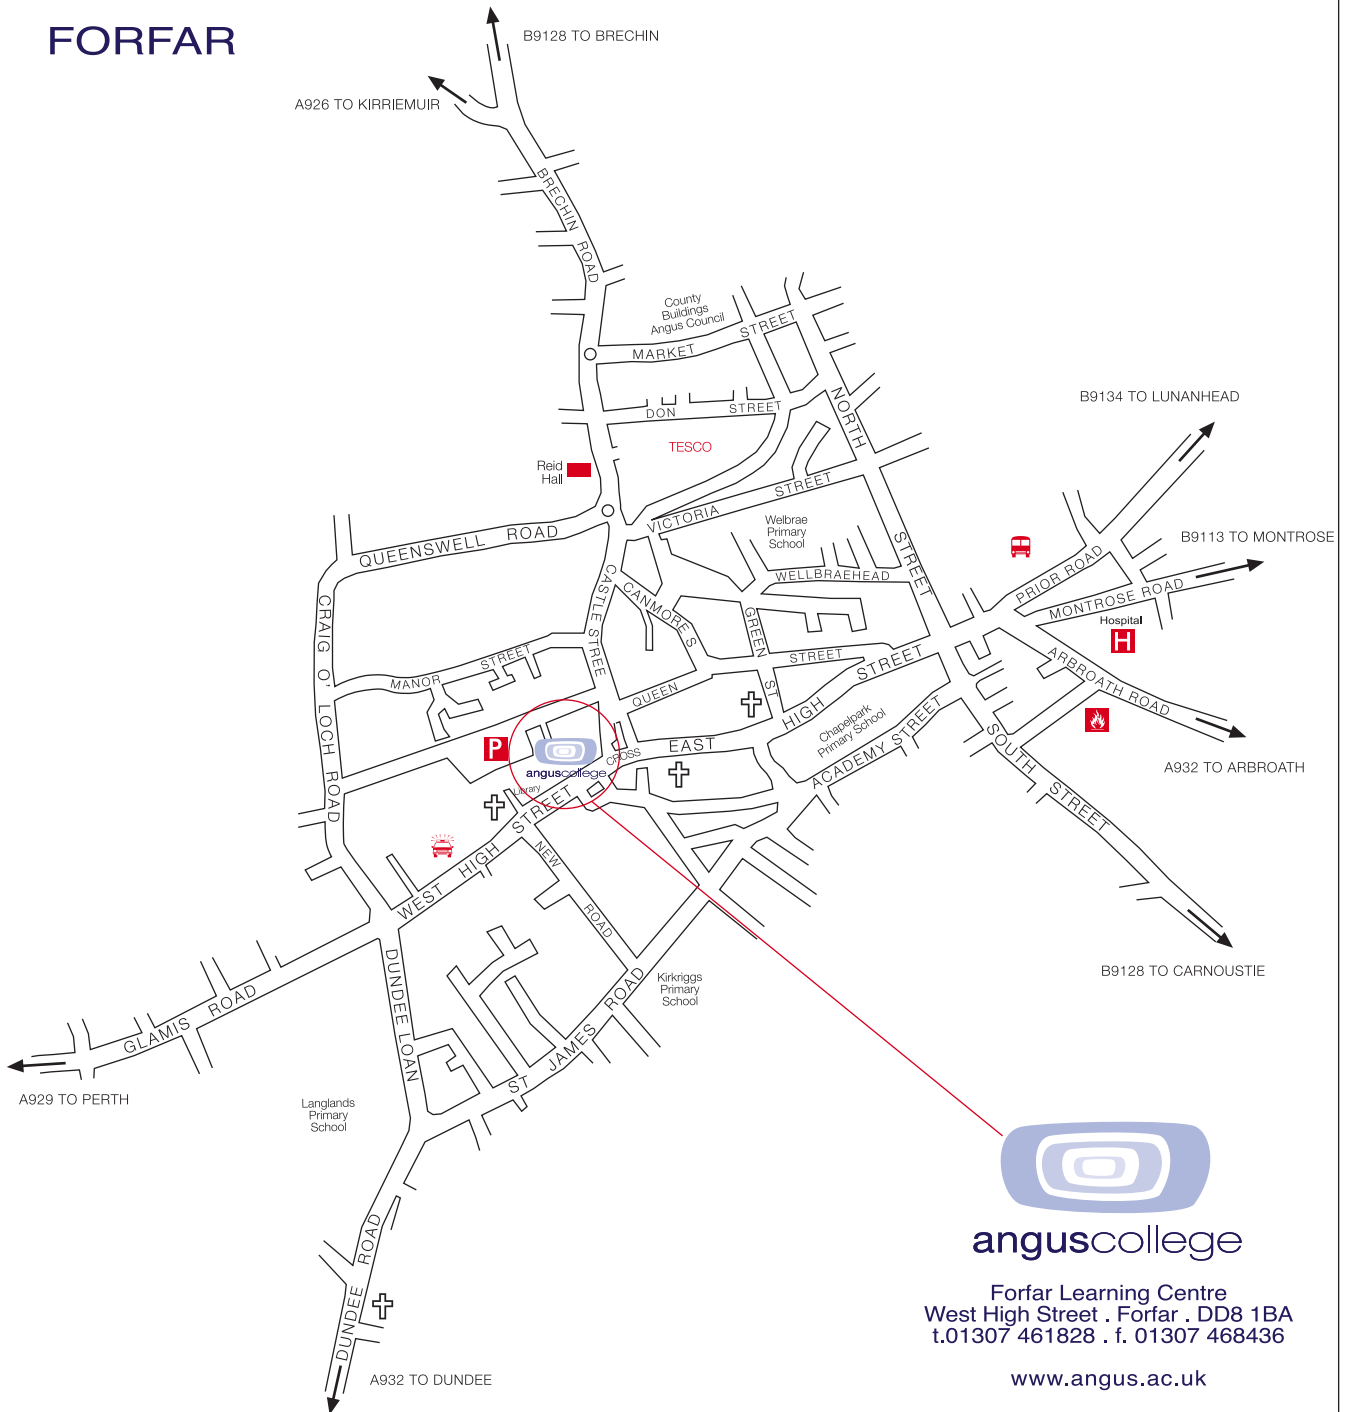 FORFAR
B9128 TO BRECHIN
A926 TO KIRRIEMUIR
BRECHIN ROAD
County
Buildings
Angus Council
MARKET STREET
DON STREET
NORTH STREET
B9134 TO LUNANHEAD
TESCO
Reid
Hall
VICTORIA STREET
QUEENSWELL ROAD
Welbrae
Primary
School
B9113 TO MONTROSE
PRIOR ROAD
WELLBRAEHEAD
MONTROSE ROAD
Hospital
H
CASTLE STREE
CANMORE S
GREEN ST
CRAIG O' LOCH ROAD
MANOR STREET
QUEEN STREET
ARBROATH ROAD
EAST HIGH STREET
Chapelpark
Primary School
ACADEMY STREET
SOUTH STREET
P
CROSS
anguscollege
Library
A932 TO ARBROATH
WEST HIGH STREET
NEW ROAD
DUNDEE LOAN
B9128 TO CARNOUSTIE
Kirkriggs
Primary
School
GLAMIS ROAD
ST JAMES ROAD
A929 TO PERTH
Langlands
Primary
School
DUNDEE ROAD
A932 TO DUNDEE
anguscollege
Forfar Learning Centre
West High Street . Forfar . DD8 1BA
t.01307 461828 . f. 01307 468436
www.angus.ac.uk